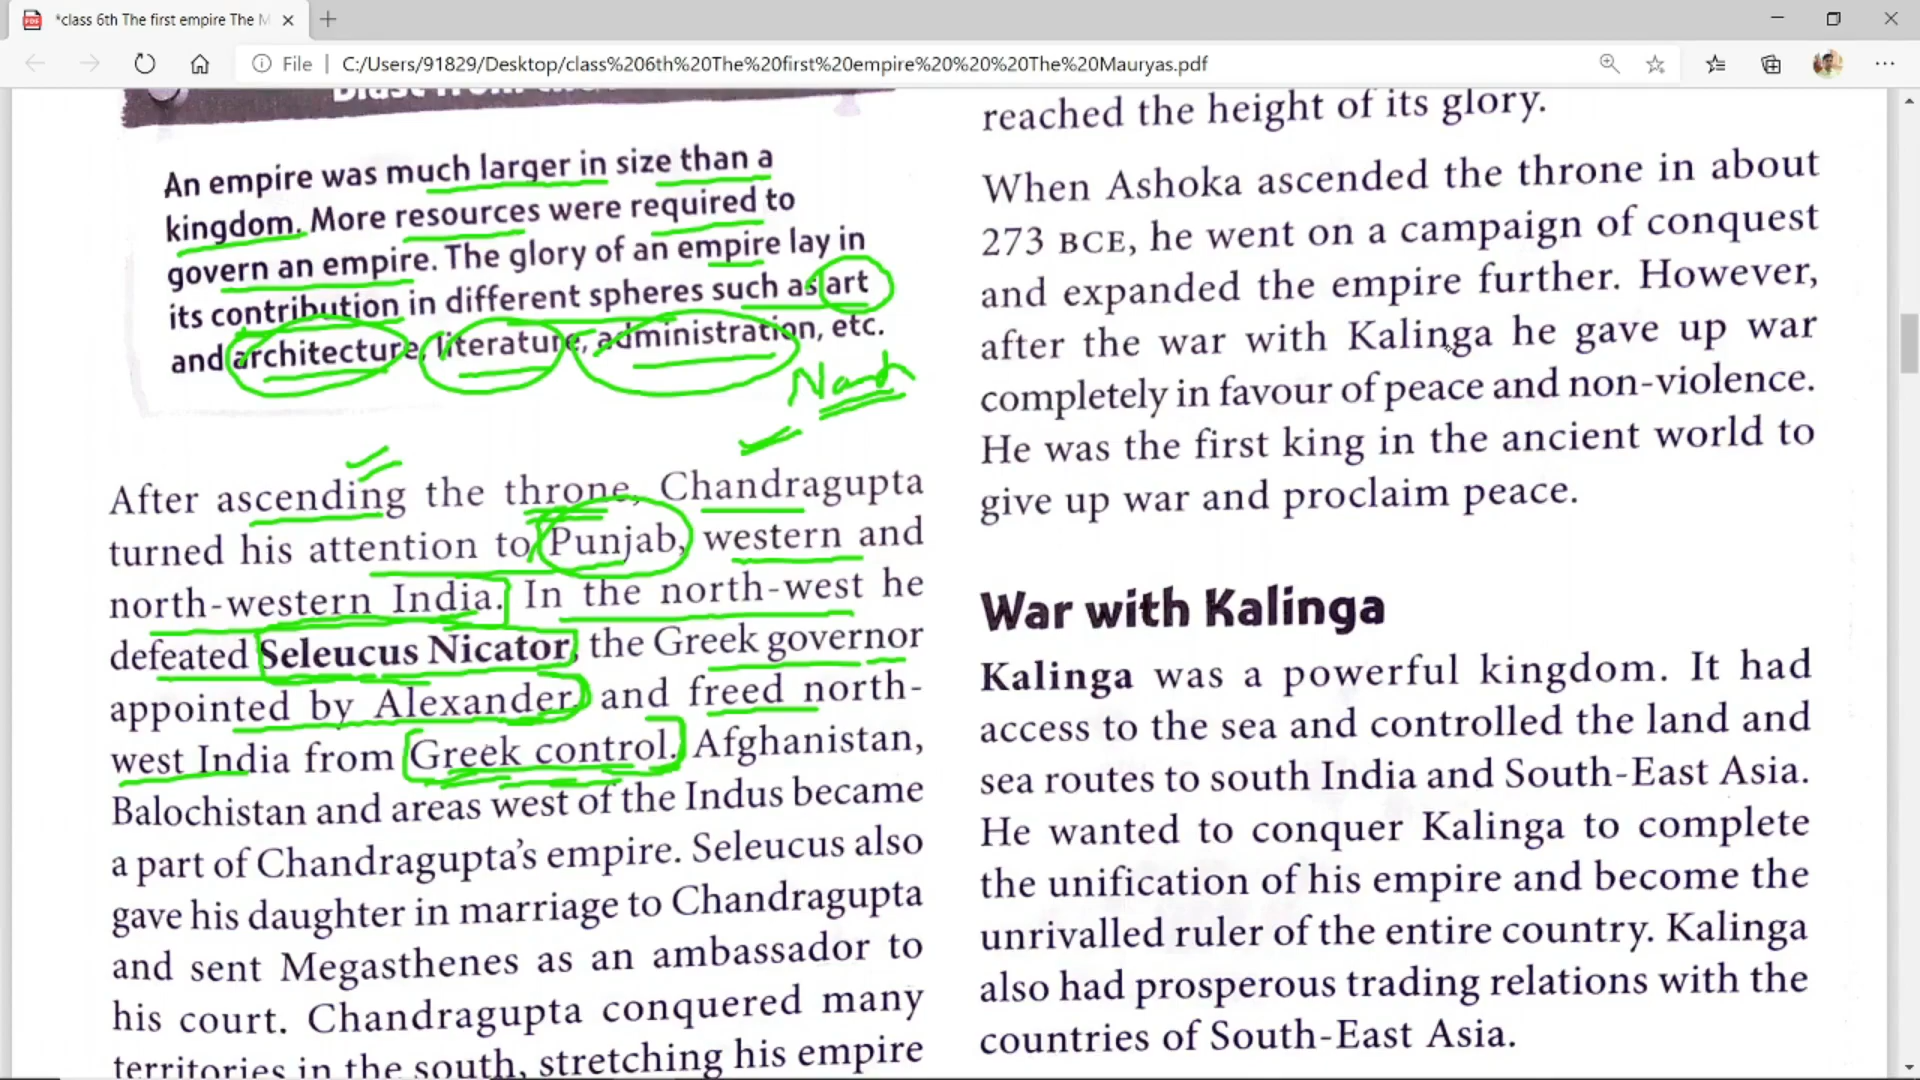 *class 6th The first empire The M
File
C:/Users/91829/Desktop/class%206th%20The%20first%20empire%20%20%20The%20Mauryas.pdf
An empire was much larger in size than a
kingdom. More resources were required to
govern an empire. The glory of an empire lay in
its contribution in different spheres such as art
and architecture, literature, administration, etc.
Nand
After ascending the throne, Chandragupta
turned his attention to Punjab, western and
north-western India. In the north-west he
defeated Seleucus Nicator, the Greek governor
appointed by Alexander, and freed north-
west India from Greek control. Afghanistan,
Balochistan and areas west of the Indus became
a part of Chandragupta's empire. Seleucus also
gave his daughter in marriage to Chandragupta
and sent Megasthenes as an ambassador to
his court. Chandragupta conquered many
territories in the south, stretching his empire
reached the height of its glory.
When Ashoka ascended the throne in about
273 BCE, he went on a campaign of conquest
and expanded the empire further. However,
after the war with Kalinga he gave up war
completely in favour of peace and non-violence.
He was the first king in the ancient world to
give up war and proclaim peace.
War with Kalinga
Kalinga was a powerful kingdom. It had
access to the sea and controlled the land and
sea routes to south India and South-East Asia.
He wanted to conquer Kalinga to complete
the unification of his empire and become the
unrivalled ruler of the entire country. Kalinga
also had prosperous trading relations with the
countries of South-East Asia.